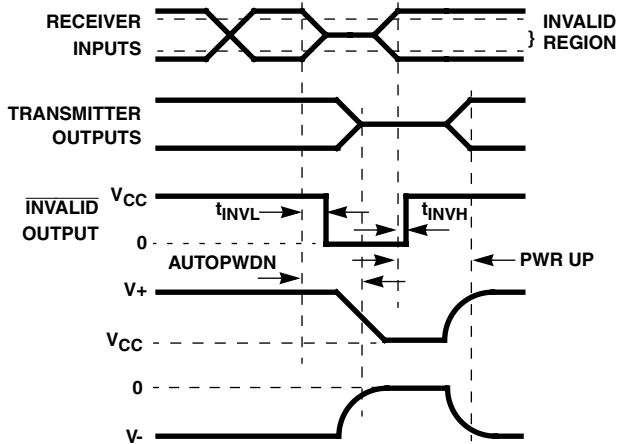 RECEIVER
INPUTS
} INVALID
REGION
TRANSMITTER
OUTPUTS
VCC
INVALID
OUTPUT
tINVL
tINVH
0
AUTOPWDN
PWR UP
V+
VCC
0
V-